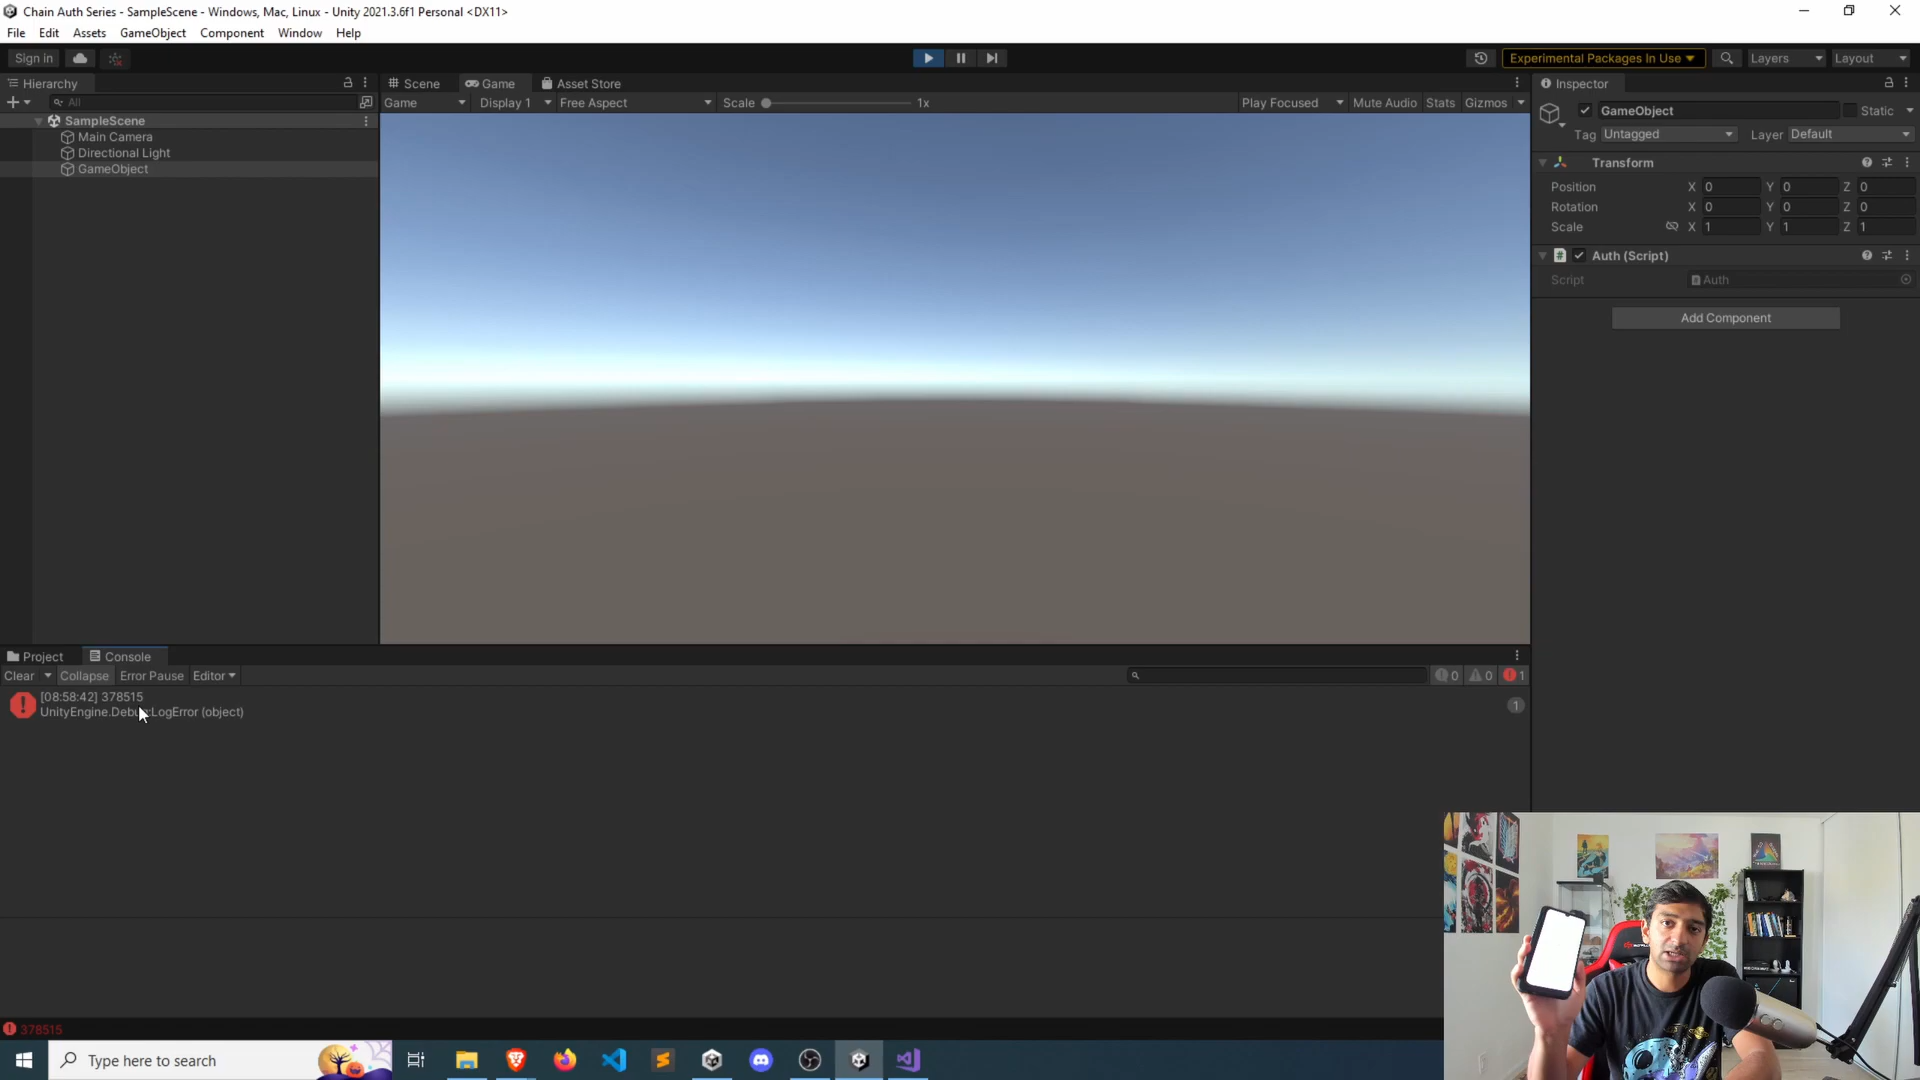 Chain Auth Series - SampleScene - Windows, Mac, Linux - Unity 2021.3.6f1 Personal <DX11>
File Edit Assets GameObject Component Window Help
Sign in
Experimental Packages In Use
Layers
Layout
Hierarchy
Scene
Game
Asset Store
Inspector
All
Game
Display 1
Free Aspect
Scale
1x
Play Focused
Mute Audio
Stats
Gizmos
GameObject
Static
SampleScene
Main Camera
Directional Light
GameObject
Tag Untagged
Layer Default
Transform
Position X 0 Y 0 Z 0
Rotation X 0 Y 0 Z 0
Scale X 1 Y 1 Z 1
Auth (Script)
Script
Auth
Add Component
Project
Console
Clear
Collapse
Error Pause
Editor
0
0
1
[08:58:42] 378515
UnityEngine.Debug:LogError (object)
1
378515
Type here to search